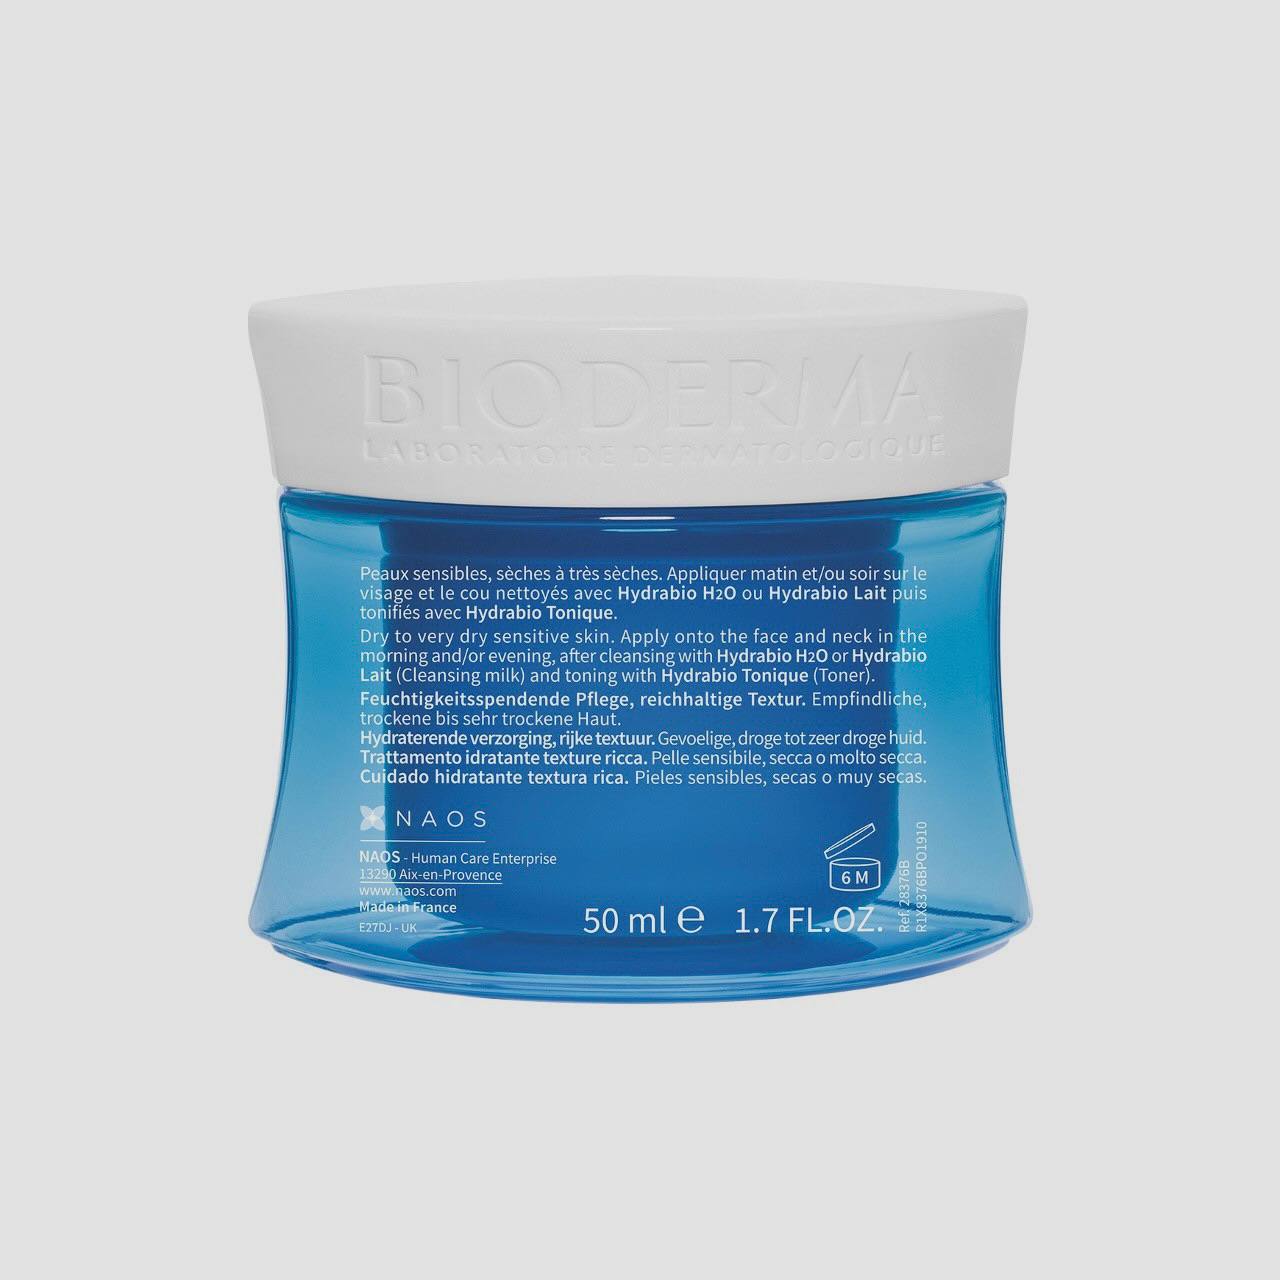 BIODERMA
LABORATOIRE DERMATOLOGIQUE
Peaux sensibles, sèches à très sèches. Appliquer matin et/ou soir sur le
visage et le cou nettoyés avec Hydrabio H2O ou Hydrabio Lait puis
tonifiés avec Hydrabio Tonique.
Dry to very dry sensitive skin. Apply onto the face and neck in the
morning and/or evening, after cleansing with Hydrabio H2O or Hydrabio
Lait (Cleansing milk) and toning with Hydrabio Tonique (Toner).
Feuchtigkeitsspendende Pflege, reichhaltige Textur. Empfindliche,
trockene bis sehr trockene Haut.
Hydraterende verzorging, rijke textuur. Gevoelige, droge tot zeer droge huid.
Trattamento idratante texture ricca. Pelle sensibile, secca o molto secca.
Cuidado hidratante textura rica. Pieles sensibles, secas o muy secas.
NAOS
NAOS - Human Care Enterprise
13290 Aix-en-Provence
www.naos.com
Made in France
E27DJ - UK
6 M
50 ml ℮ 1.7 FL.OZ.
Ref. 28376B
R1X8376BPO1910